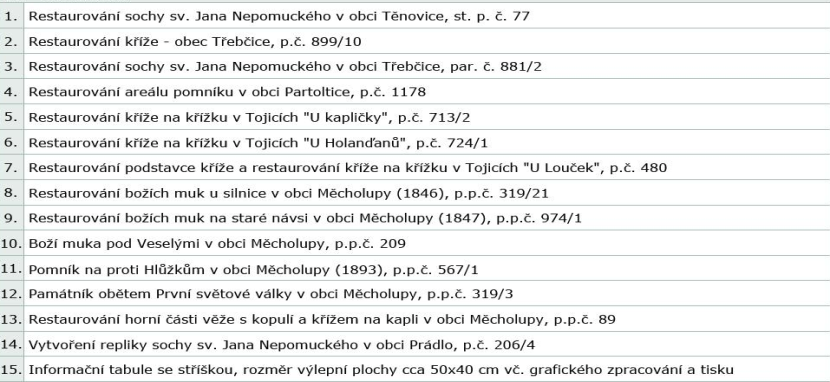 1. Restaurování sochy sv. Jana Nepomuckého v obci Těnovice, st. p. č. 77
2. Restaurování kříže - obec Třebčice, p.č. 899/10
3. Restaurování sochy sv. Jana Nepomuckého v obci Třebčice, par. č. 881/2
4. Restaurování areálu pomníku v obci Partoltice, p.č. 1178
5. Restaurování kříže na křížku v Tojicích "U kapličky", p.č. 713/2
6. Restaurování kříže na křížku v Tojicích "U Holanďanů", p.č. 724/1
7. Restaurování podstavce kříže a restaurování kříže na křížku v Tojicích "U Louček", p.č. 480
8. Restaurování božích muk u silnice v obci Měcholupy (1846), p.p.č. 319/21
9. Restaurování božích muk na staré návsi v obci Měcholupy (1847), p.p.č. 974/1
10. Boží muka pod Veselými v obci Měcholupy, p.p.č. 209
11. Pomník na proti Hlůžkům v obci Měcholupy (1893), p.p.č. 567/1
12. Památník obětem První světové války v obci Měcholupy, p.p.č. 319/3
13. Restaurování horní části věže s kopulí a křížem na kapli v obci Měcholupy, p.p.č. 89
14. Vytvoření repliky sochy sv. Jana Nepomuckého v obci Prádlo, p.č. 206/4
15. Informační tabule se stříškou, rozměr výlepní plochy cca 50x40 cm vč. grafického zpracování a tisku